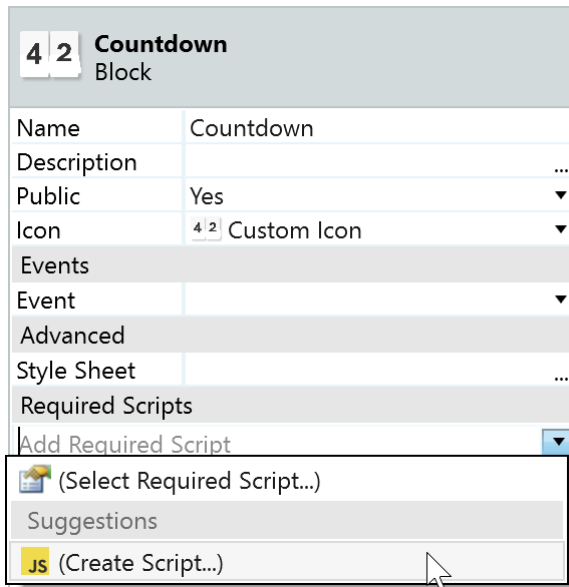 4 2 Countdown
Block
Name Countdown
Description ...
Public Yes
Icon 4 2 Custom Icon
Events
Event
Advanced
Style Sheet ...
Required Scripts
Add Required Script
(Select Required Script...)
Suggestions
JS (Create Script...)